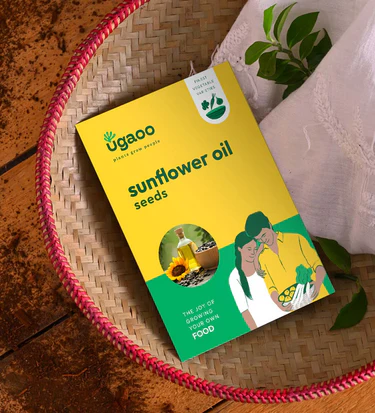 ugaoo
plants grow people
sunflower oil
seeds
THE JOY OF
GROWING
YOUR OWN
FOOD